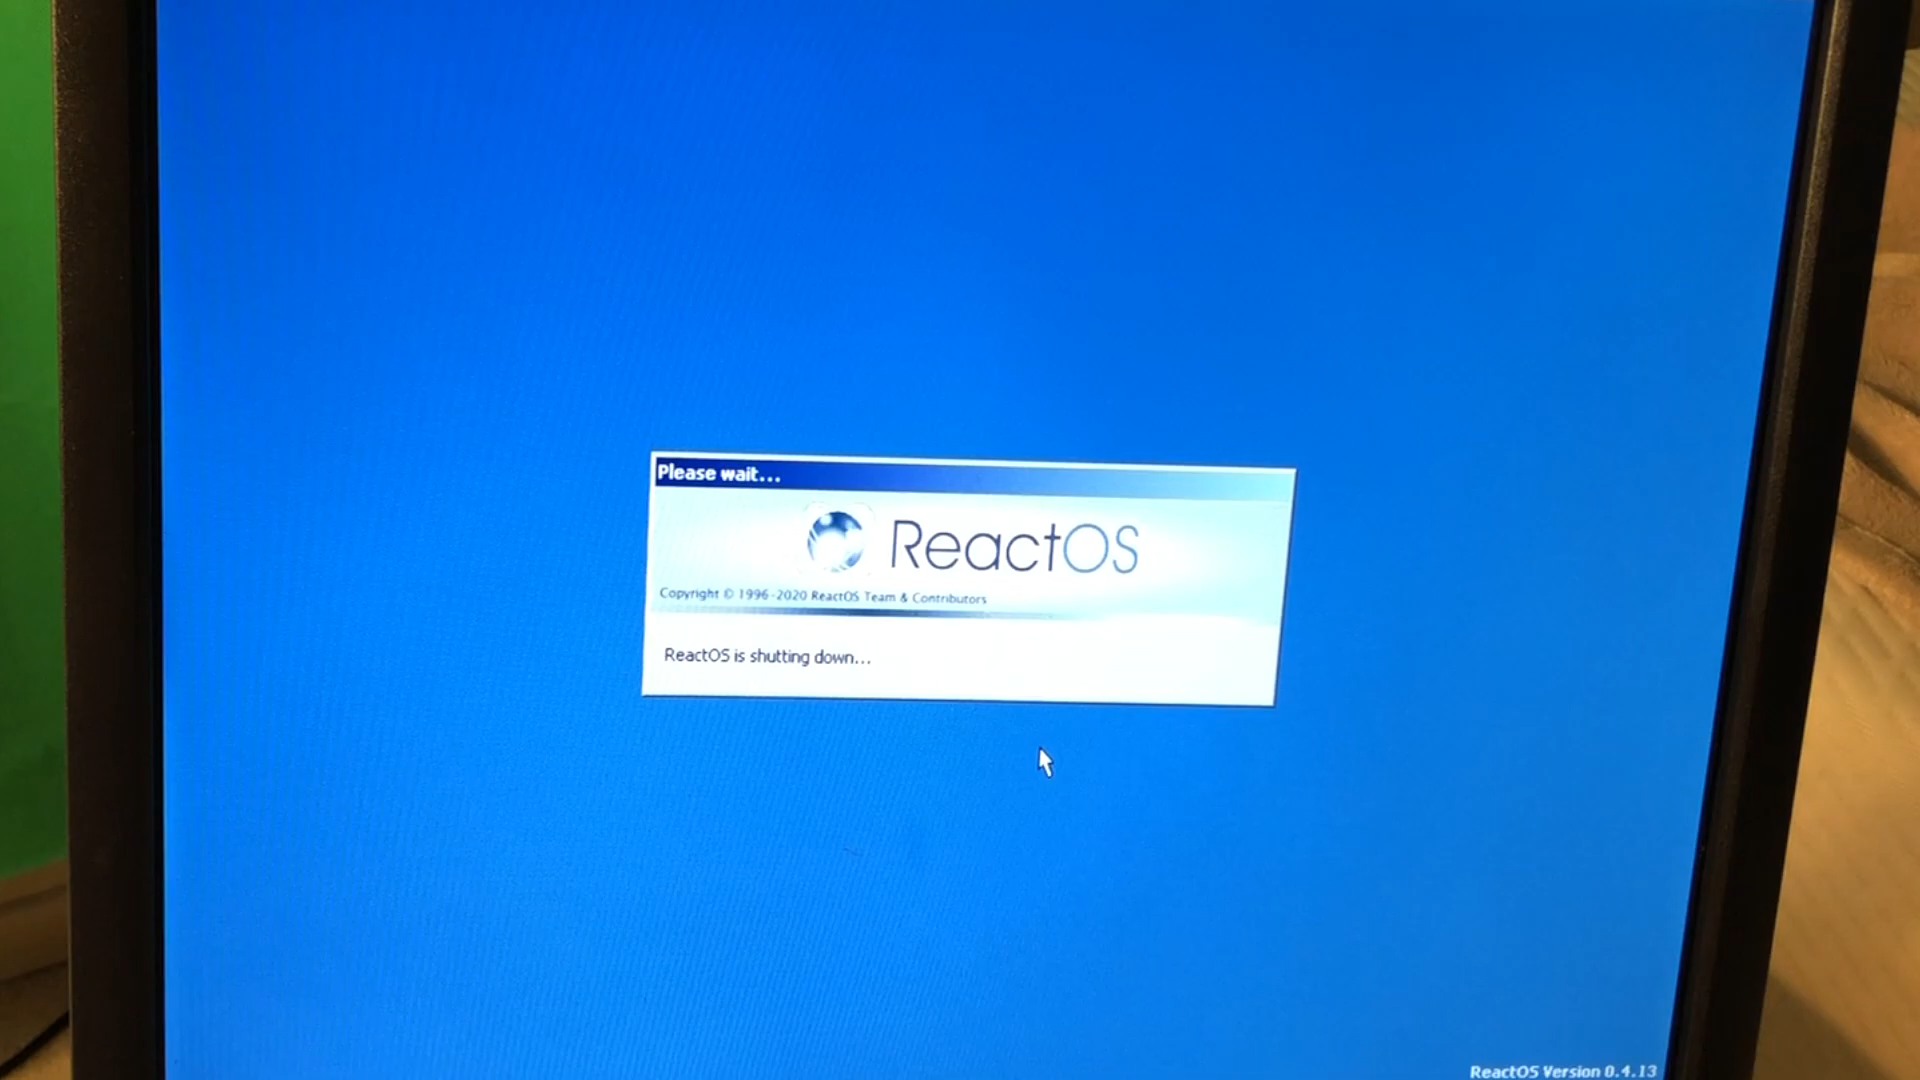 Please wait...
ReactOS
Copyright © 1996-2020 ReactOS Team & Contributors
ReactOS is shutting down...
ReactOS Version 0.4.13